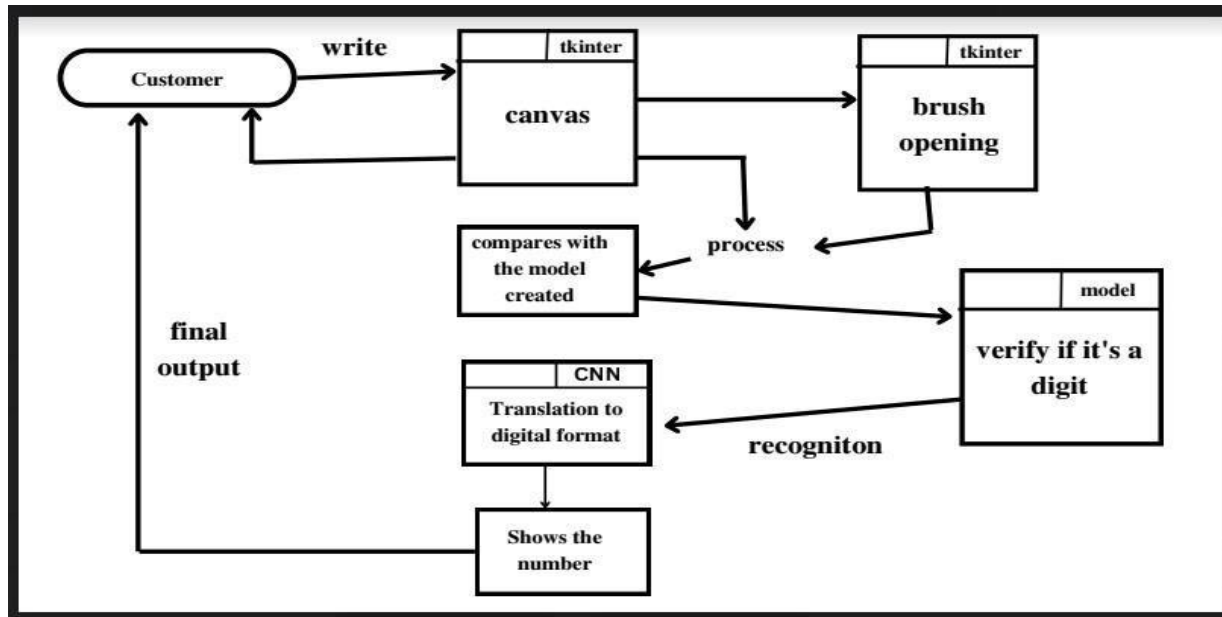 write
Customer
tkinter
canvas
tkinter
brush
opening
process
compares with
the model
created
model
verify if it's a
digit
final
output
CNN
Translation to
digital format
recogniton
Shows the
number